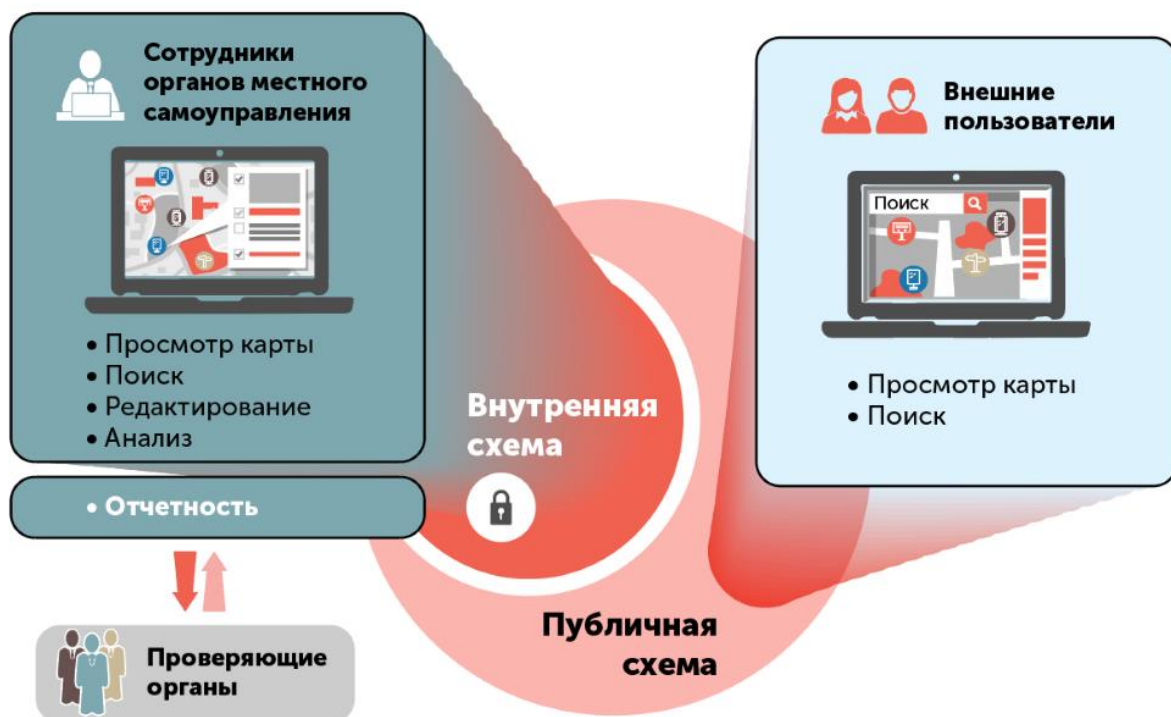 Сотрудники
органов местного
самоуправления
• Просмотр карты
• Поиск
• Редактирование
• Анализ
• Отчетность
Проверяющие
органы
Внутренняя
схема
Публичная
схема
Внешние
пользователи
Поиск
• Просмотр карты
• Поиск